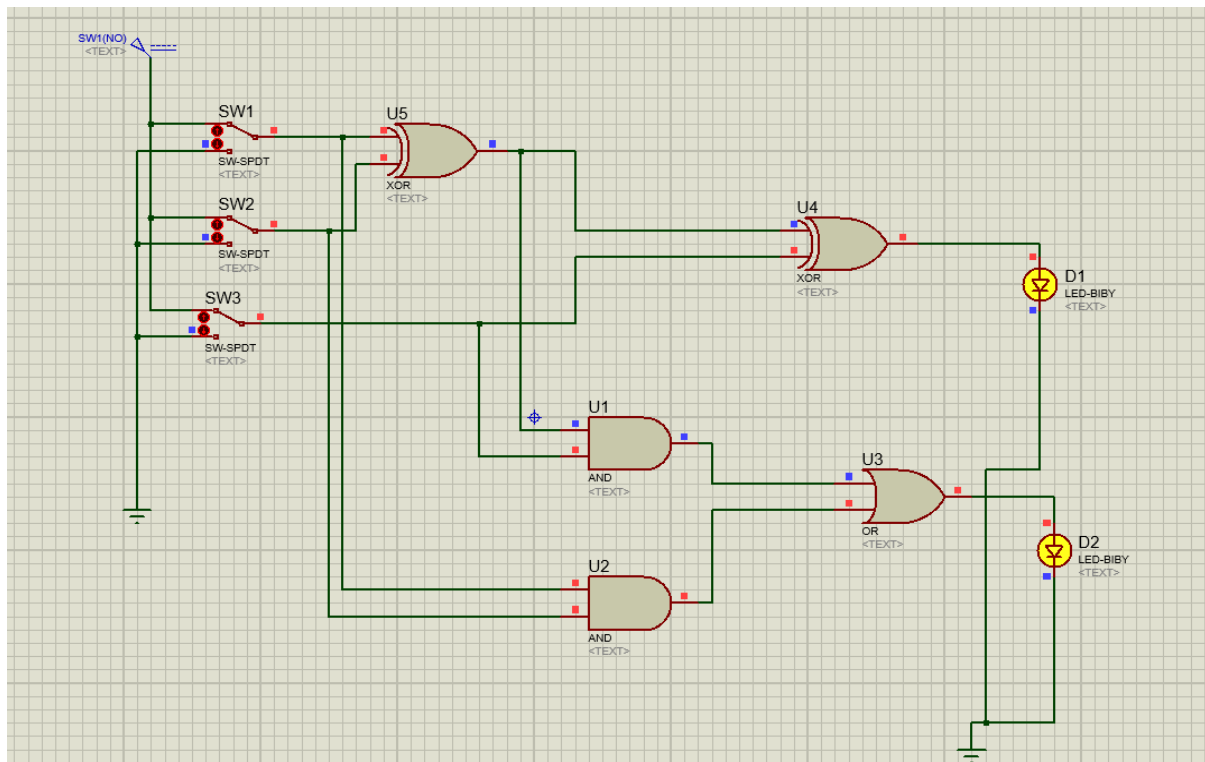 SW1(NO)
<TEXT>
SW1
SW-SPDT
<TEXT>
SW2
SW-SPDT
<TEXT>
SW3
SW-SPDT
<TEXT>
U5
XOR
<TEXT>
U4
XOR
<TEXT>
D1
LED-BIBY
<TEXT>
U1
AND
<TEXT>
U3
OR
<TEXT>
D2
LED-BIBY
<TEXT>
U2
AND
<TEXT>